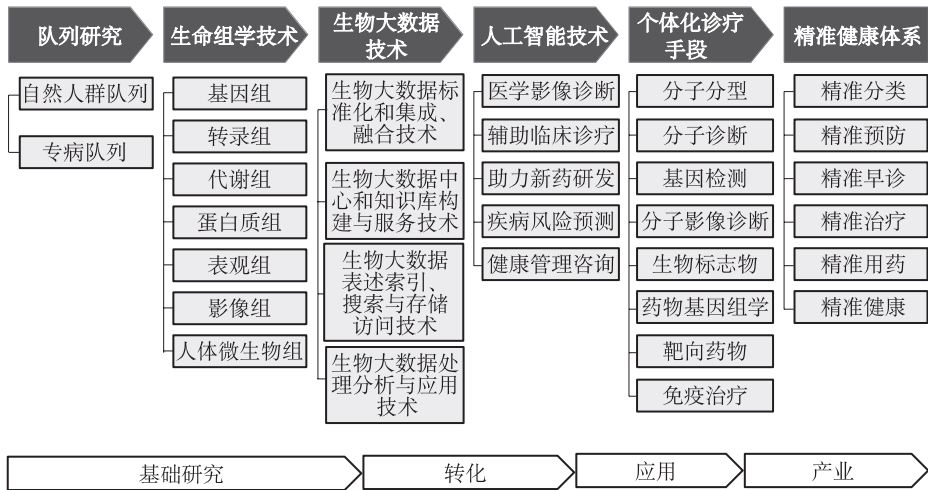 队列研究
生命组学技术
生物大数据
技术
人工智能技术
个体化诊疗
手段
精准健康体系
自然人群队列
专病队列
基因组
转录组
代谢组
蛋白质组
表观组
影像组
人体微生物组
生物大数据标
准化和集成、
融合技术
生物大数据中
心和知识库构
建与服务技术
生物大数据
表述索引、
搜索与存储
访问技术
生物大数据处
理分析与应用
技术
医学影像诊断
辅助临床诊疗
助力新药研发
疾病风险预测
健康管理咨询
分子分型
分子诊断
基因检测
分子影像诊断
生物标志物
药物基因组学
靶向药物
免疫治疗
精准分类
精准预防
精准早诊
精准治疗
精准用药
精准健康
基础研究
转化
应用
产业